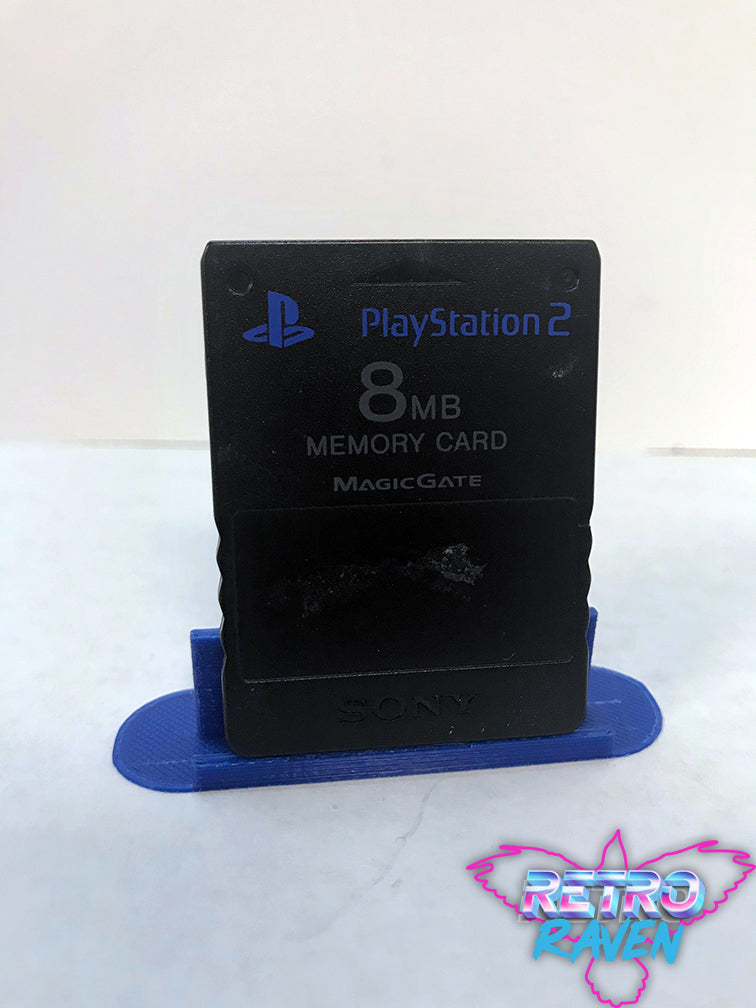 PlayStation 2
8MB
MEMORY CARD
MAGICGATE
SONY
RETRO
RAVEN